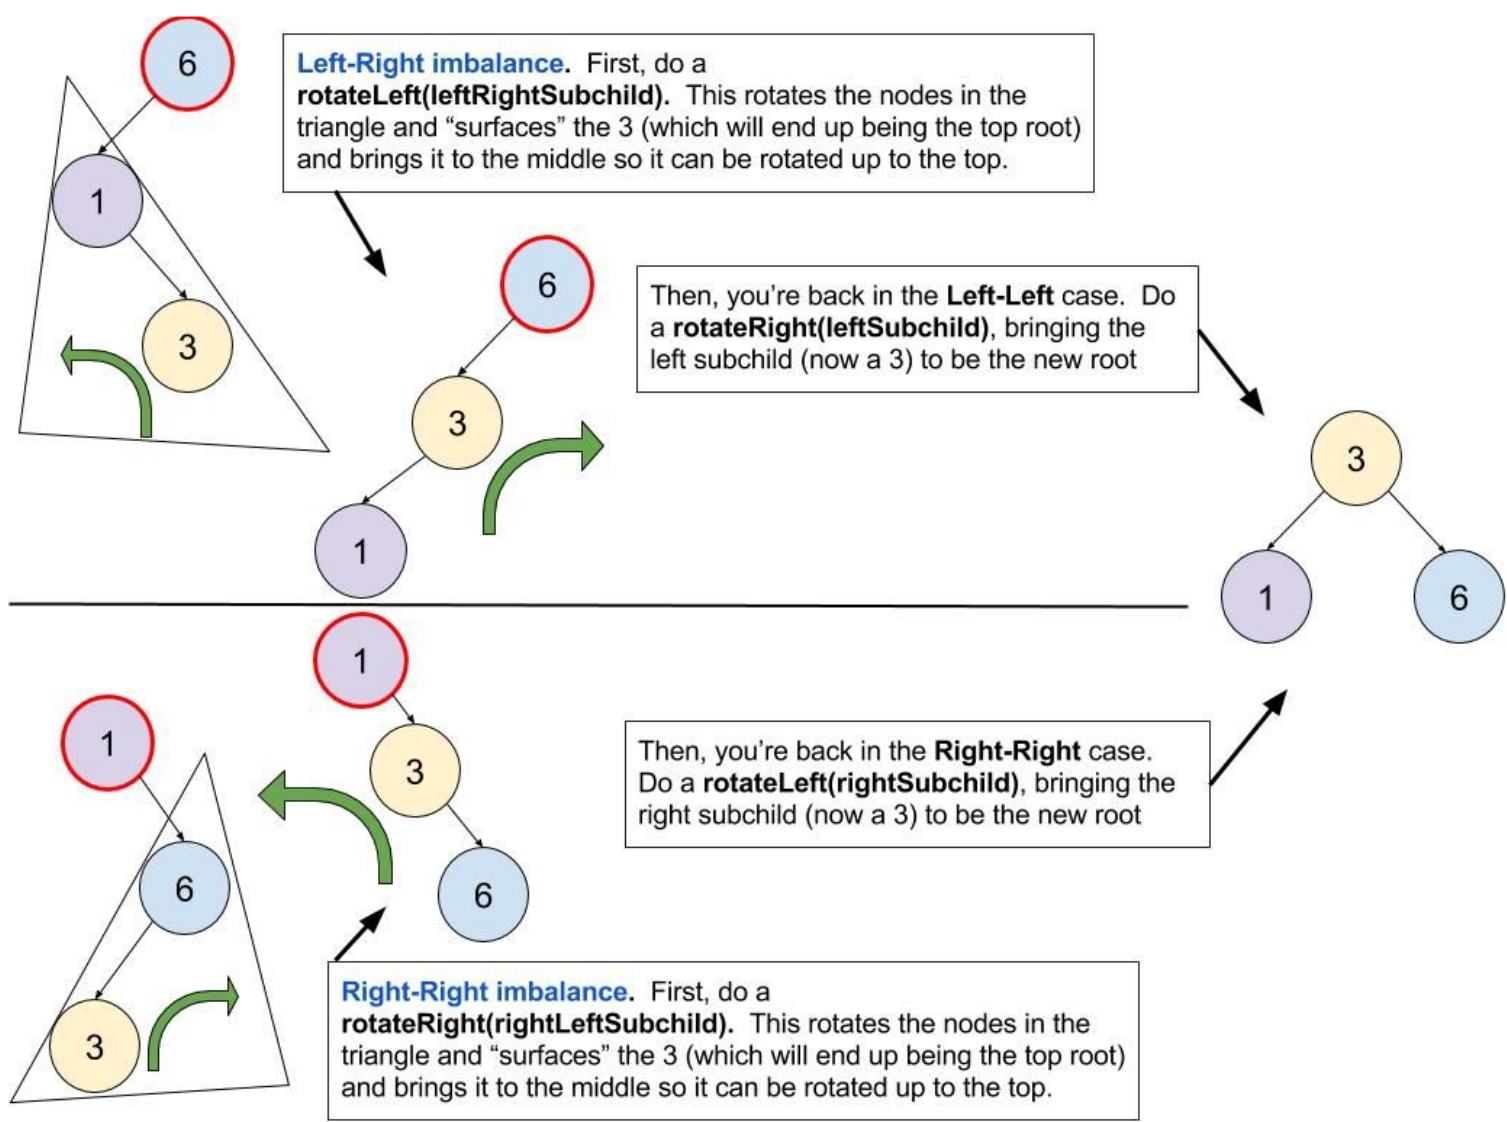 6
Left-Right imbalance. First, do a
rotateLeft(leftRightSubchild). This rotates the nodes in the
triangle and “surfaces” the 3 (which will end up being the top root)
and brings it to the middle so it can be rotated up to the top.
1
3
6
3
1
Then, you’re back in the Left-Left case. Do
a rotateRight(leftSubchild), bringing the
left subchild (now a 3) to be the new root
3
1
6
1
6
3
1
3
6
Then, you’re back in the Right-Right case.
Do a rotateLeft(rightSubchild), bringing the
right subchild (now a 3) to be the new root
Right-Right imbalance. First, do a
rotateRight(rightLeftSubchild). This rotates the nodes in the
triangle and “surfaces” the 3 (which will end up being the top root)
and brings it to the middle so it can be rotated up to the top.